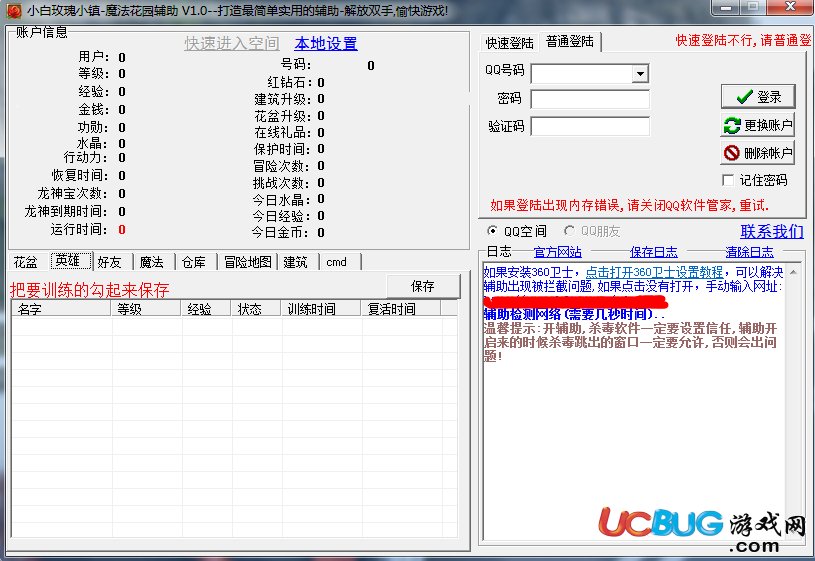 小白玫瑰小镇-魔法花园辅助 V1.0--打造最简单实用的辅助-解放双手,愉快游戏!
账户信息
快速进入空间 本地设置
用户: 0
等级: 0
经验: 0
金钱: 0
功勋: 0
水晶: 0
行动力: 0
恢复时间: 0
龙神宝次数: 0
龙神到期时间: 0
运行时间: 0
号码: 0
红钻石: 0
建筑升级: 0
花盆升级: 0
在线礼品: 0
保护时间: 0
冒险次数: 0
挑战次数: 0
今日水晶: 0
今日经验: 0
今日金币: 0
快速登陆 普通登陆 快速登陆不行,请普通登
QQ号码
密码
验证码
登录
更换账户
删除帐户
记住密码
如果登陆出现内存错误,请关闭QQ软件管家,重试.
QQ空间 QQ朋友 联系我们
花盆 英雄 好友 魔法 仓库 冒险地图 建筑 cmd
把要训练的勾起来保存 保存
名字 等级 经验 状态 训练时间 复活时间
日志 官方网站 保存日志 清除日志
如果安装360卫士，点击打开360卫士设置教程，可以解决
辅助出现被拦截问题,如果点击没有打开，手动输入网址:
辅助检测网络(需要几秒时间)..
温馨提示:开辅助,杀毒软件一定要设置信任,辅助开
启来的时候杀毒跳出的窗口一定要允许,否则会出问
题!
UCBUG游戏网
.com